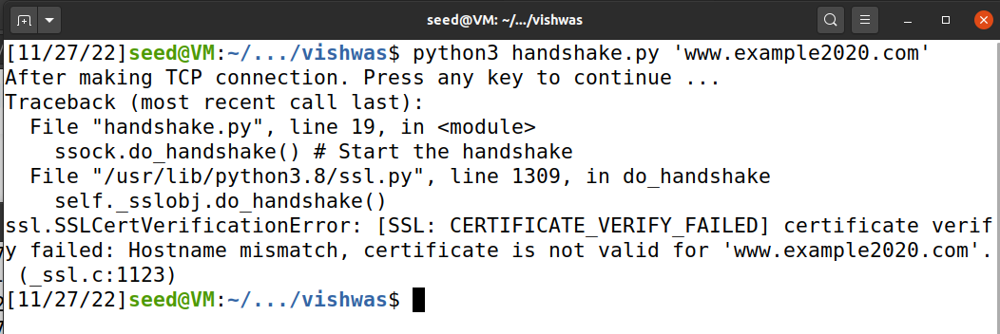 seed@VM: ~/.../vishwas
[11/27/22]seed@VM:~/.../vishwas$ python3 handshake.py 'www.example2020.com'
After making TCP connection. Press any key to continue ...
Traceback (most recent call last):
  File "handshake.py", line 19, in <module>
    ssock.do_handshake() # Start the handshake
  File "/usr/lib/python3.8/ssl.py", line 1309, in do_handshake
    self._sslobj.do_handshake()
ssl.SSLCertVerificationError: [SSL: CERTIFICATE_VERIFY_FAILED] certificate verif
y failed: Hostname mismatch, certificate is not valid for 'www.example2020.com'.
 (_ssl.c:1123)
[11/27/22]seed@VM:~/.../vishwas$